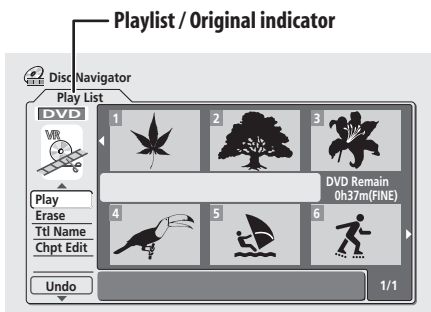 Playlist / Original indicator
Disc Navigator
Play List
DVD
VR
1
2
3
Play
Erase
Ttl Name
Chpt Edit
DVD Remain
0h37m(FINE)
4
5
6
Undo
1/1